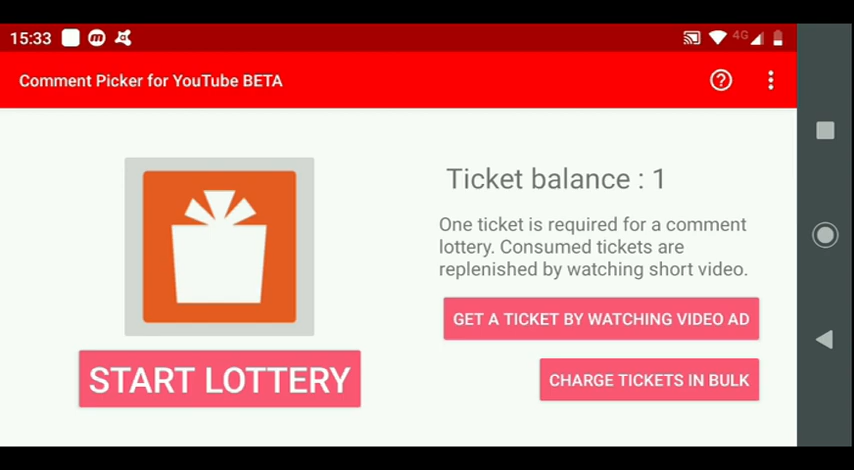 15:33
4G
Comment Picker for YouTube BETA
Ticket balance : 1
One ticket is required for a comment
lottery. Consumed tickets are
replenished by watching short video.
GET A TICKET BY WATCHING VIDEO AD
START LOTTERY
CHARGE TICKETS IN BULK